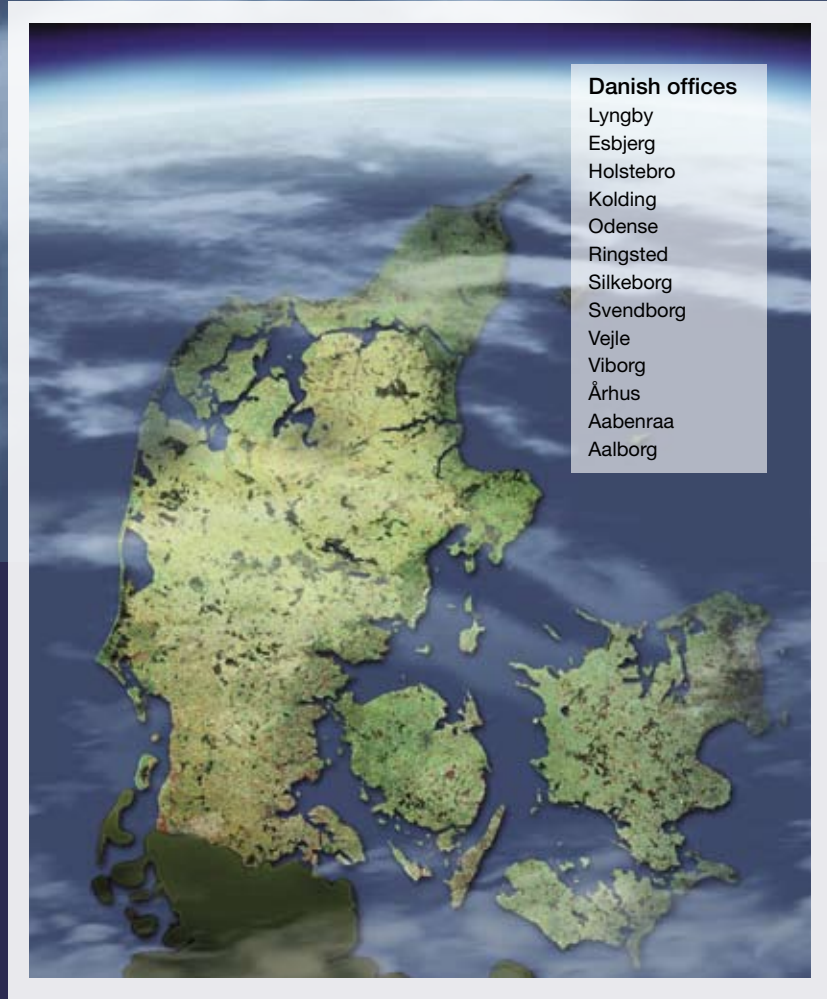 Danish offices
Lyngby
Esbjerg
Holstebro
Kolding
Odense
Ringsted
Silkeborg
Svendborg
Vejle
Viborg
Århus
Aabenraa
Aalborg